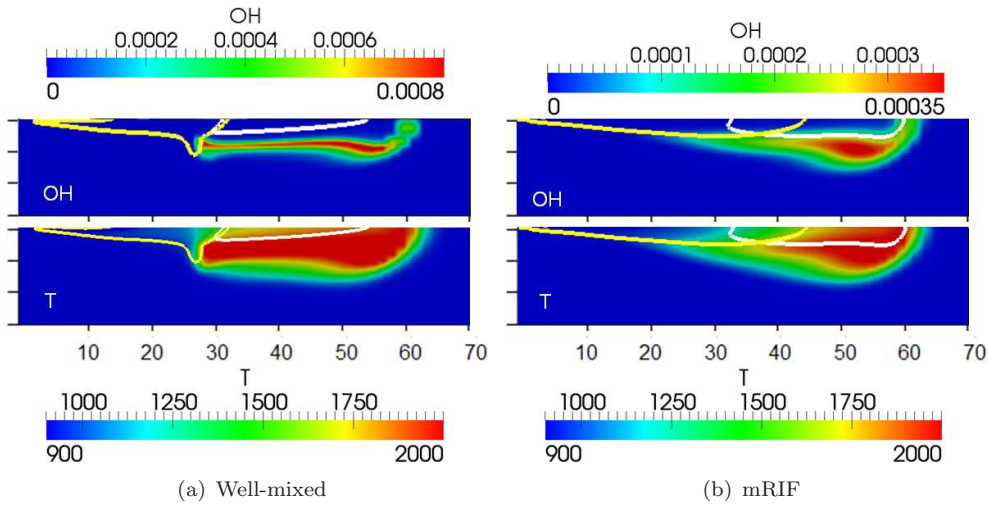 OH
0.0002 0.0004 0.0006
0 0.0008
OH
T
10 20 30 40 50 60 70
T
1000 1250 1500 1750
900 2000
(a) Well-mixed
OH
0.0001 0.0002 0.0003
0 0.00035
OH
T
10 20 30 40 50 60 70
T
1000 1250 1500 1750
900 2000
(b) mRIF